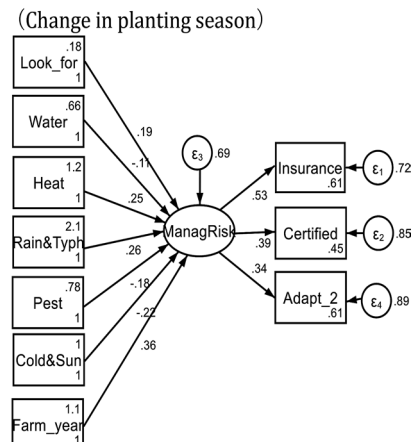 (Change in planting season)
.18
Look_for
1
.66
Water
1
1.2
Heat
1
2.1
Rain&Typh
1
.78
Pest
1
1
Cold&Sun
1
1.1
Farm_year
1
.19
-.11
.25
.26
-.18
-.22
.36
ε3 .69
ManagRisk
.53
.39
.34
Insurance
.61
ε1 .72
Certified
.45
ε2 .85
Adapt_2
.61
ε4 .89